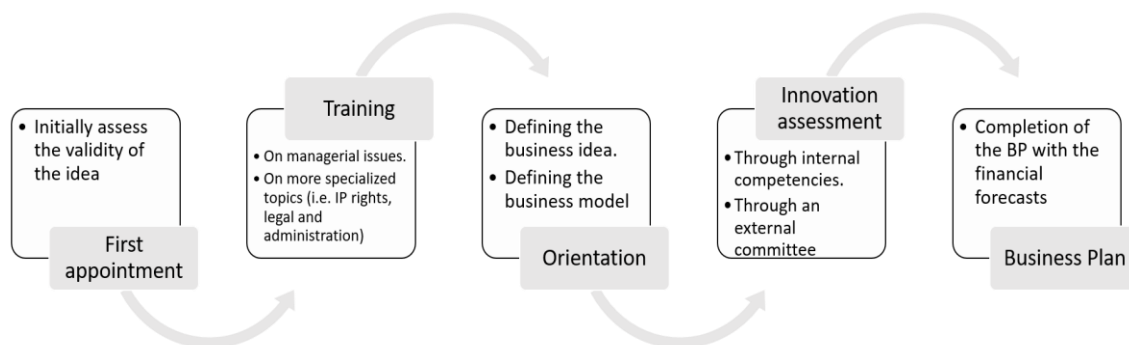 • Initially assess
the validity of
the idea
First
appointment
Training
• On managerial issues.
• On more specialized
topics (i.e. IP rights,
legal and
administration)
• Defining the
business idea.
• Defining the
business model
Orientation
Innovation
assessment
• Through internal
competencies.
• Through an
external
committee
• Completion of
the BP with the
financial
forecasts
Business Plan